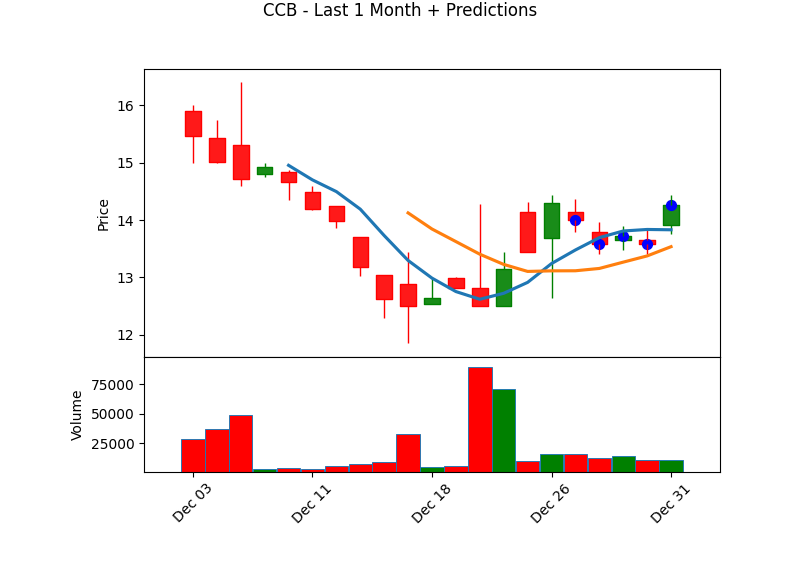 CCB - Last 1 Month + Predictions
Price
16
15
14
13
12
Volume
75000
50000
25000
Dec 03
Dec 11
Dec 18
Dec 26
Dec 31